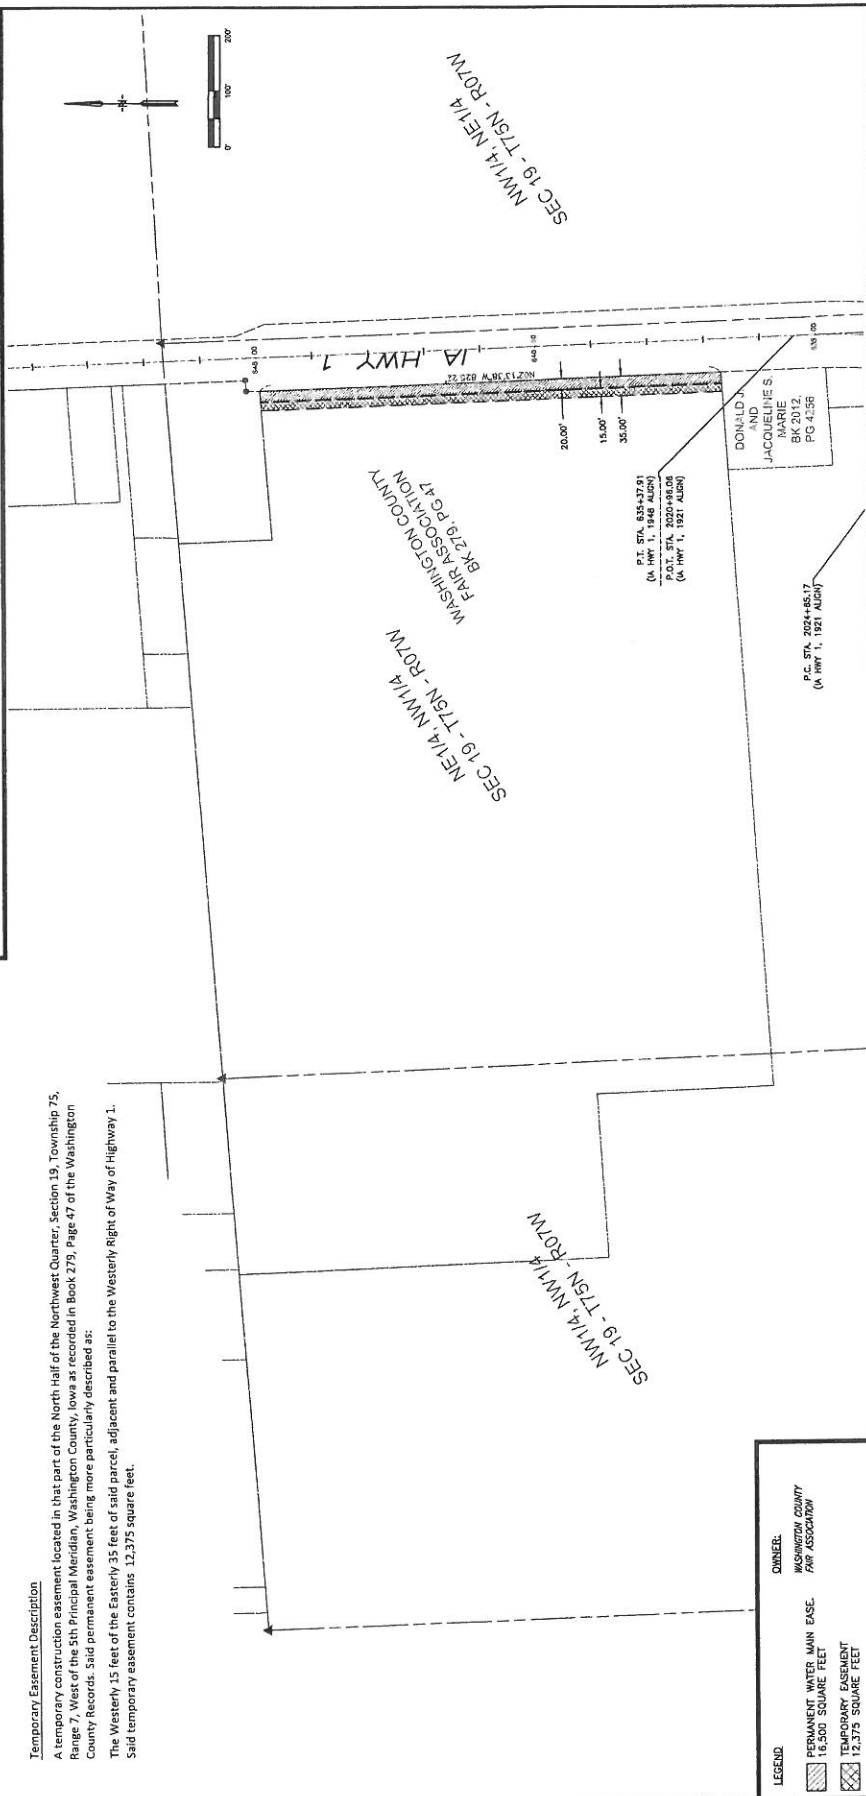 Temporary Easement Description
A temporary construction easement located in that part of the North Half of the Northwest Quarter, Section 19, Township 75,
Range 7, West of the 5th Principal Meridian, Washington County, Iowa as recorded in Book 279, Page 47 of the Washington
County Records. Said permanent easement being more particularly described as:
The Westerly 15 feet of the Easterly 35 feet of said parcel, adjacent and parallel to the Westerly Right of Way of Highway 1.
Said temporary easement contains 12,375 square feet.
-N-
0'
100'
200'
NW1/4, NE1/4
SEC 19 - T75N - R07W
IA HWY 1
N02°13'38"W 825.22'
20.00'
15.00'
35.00'
WASHINGTON COUNTY
FAIR ASSOCIATION
BK 279, PG 47
NE1/4, NW1/4
SEC 19 - T75N - R07W
DONALD J.
AND
JACQUELINE S.
MARIE
BK 2012,
PG 4256
P.T. STA. 635+37.91
(IA HWY 1, 1948 ALIGN)
P.O.T. STA. 2020+96.06
(IA HWY 1, 1921 ALIGN)
P.C. STA. 2024+65.17
(IA HWY 1, 1921 ALIGN)
635+00
NW1/4, NW1/4
SEC 19 - T75N - R07W
LEGEND
PERMANENT WATER MAIN EASE.
16,500 SQUARE FEET
TEMPORARY EASEMENT
12,375 SQUARE FEET
OWNER:
WASHINGTON COUNTY
FAIR ASSOCIATION